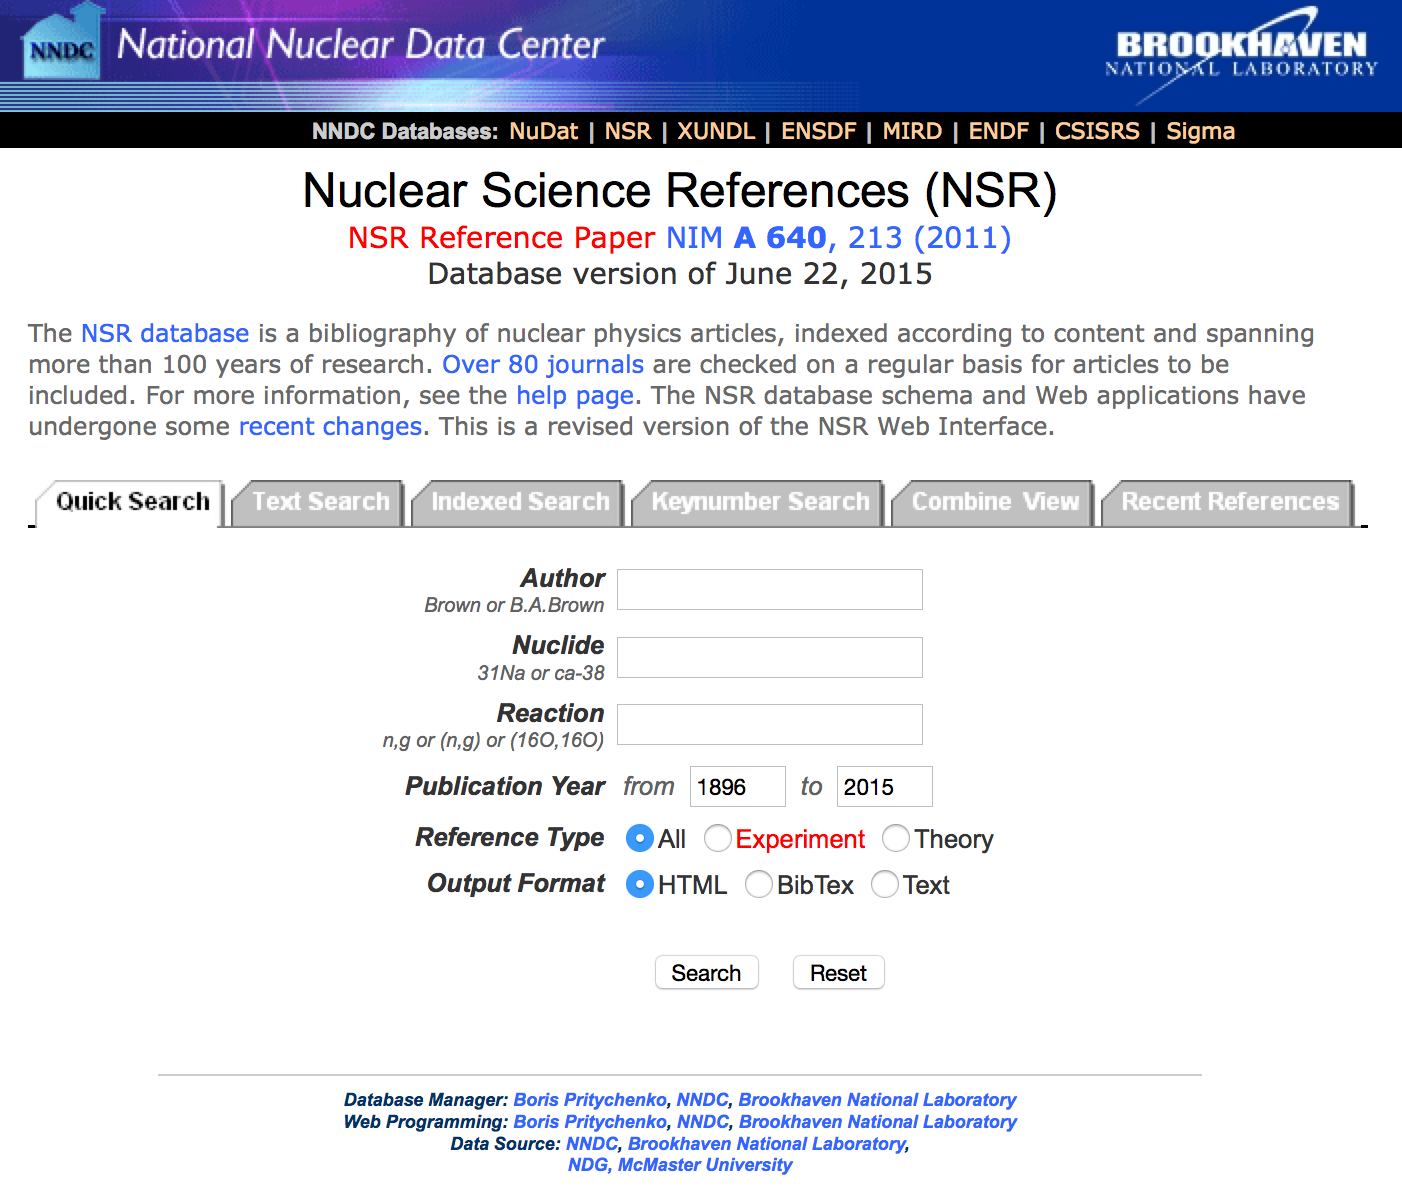 NNDC National Nuclear Data Center
BROOKHAVEN
NATIONAL LABORATORY
NNDC Databases: NuDat | NSR | XUNDL | ENSDF | MIRD | ENDF | CSISRS | Sigma
Nuclear Science References (NSR)
NSR Reference Paper NIM A 640, 213 (2011)
Database version of June 22, 2015
The NSR database is a bibliography of nuclear physics articles, indexed according to content and spanning
more than 100 years of research. Over 80 journals are checked on a regular basis for articles to be
included. For more information, see the help page. The NSR database schema and Web applications have
undergone some recent changes. This is a revised version of the NSR Web Interface.
Quick Search Text Search Indexed Search Keynumber Search Combine View Recent References
Author
Brown or B.A.Brown
Nuclide
31Na or ca-38
Reaction
n,g or (n,g) or (16O,16O)
Publication Year from 1896 to 2015
Reference Type All Experiment Theory
Output Format HTML BibTex Text
Search Reset
Database Manager: Boris Pritychenko, NNDC, Brookhaven National Laboratory
Web Programming: Boris Pritychenko, NNDC, Brookhaven National Laboratory
Data Source: NNDC, Brookhaven National Laboratory,
NDG, McMaster University